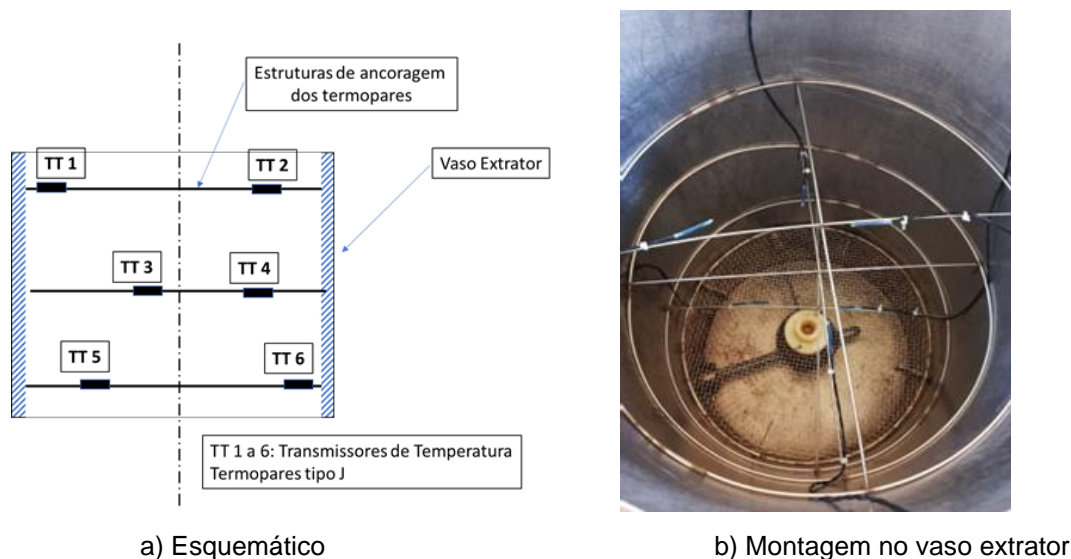 Estruturas de ancoragem
dos termopares
TT 1
TT 2
Vaso Extrator
TT 3
TT 4
TT 5
TT 6
TT 1 a 6: Transmissores de Temperatura
Termopares tipo J
a) Esquemático
b) Montagem no vaso extrator